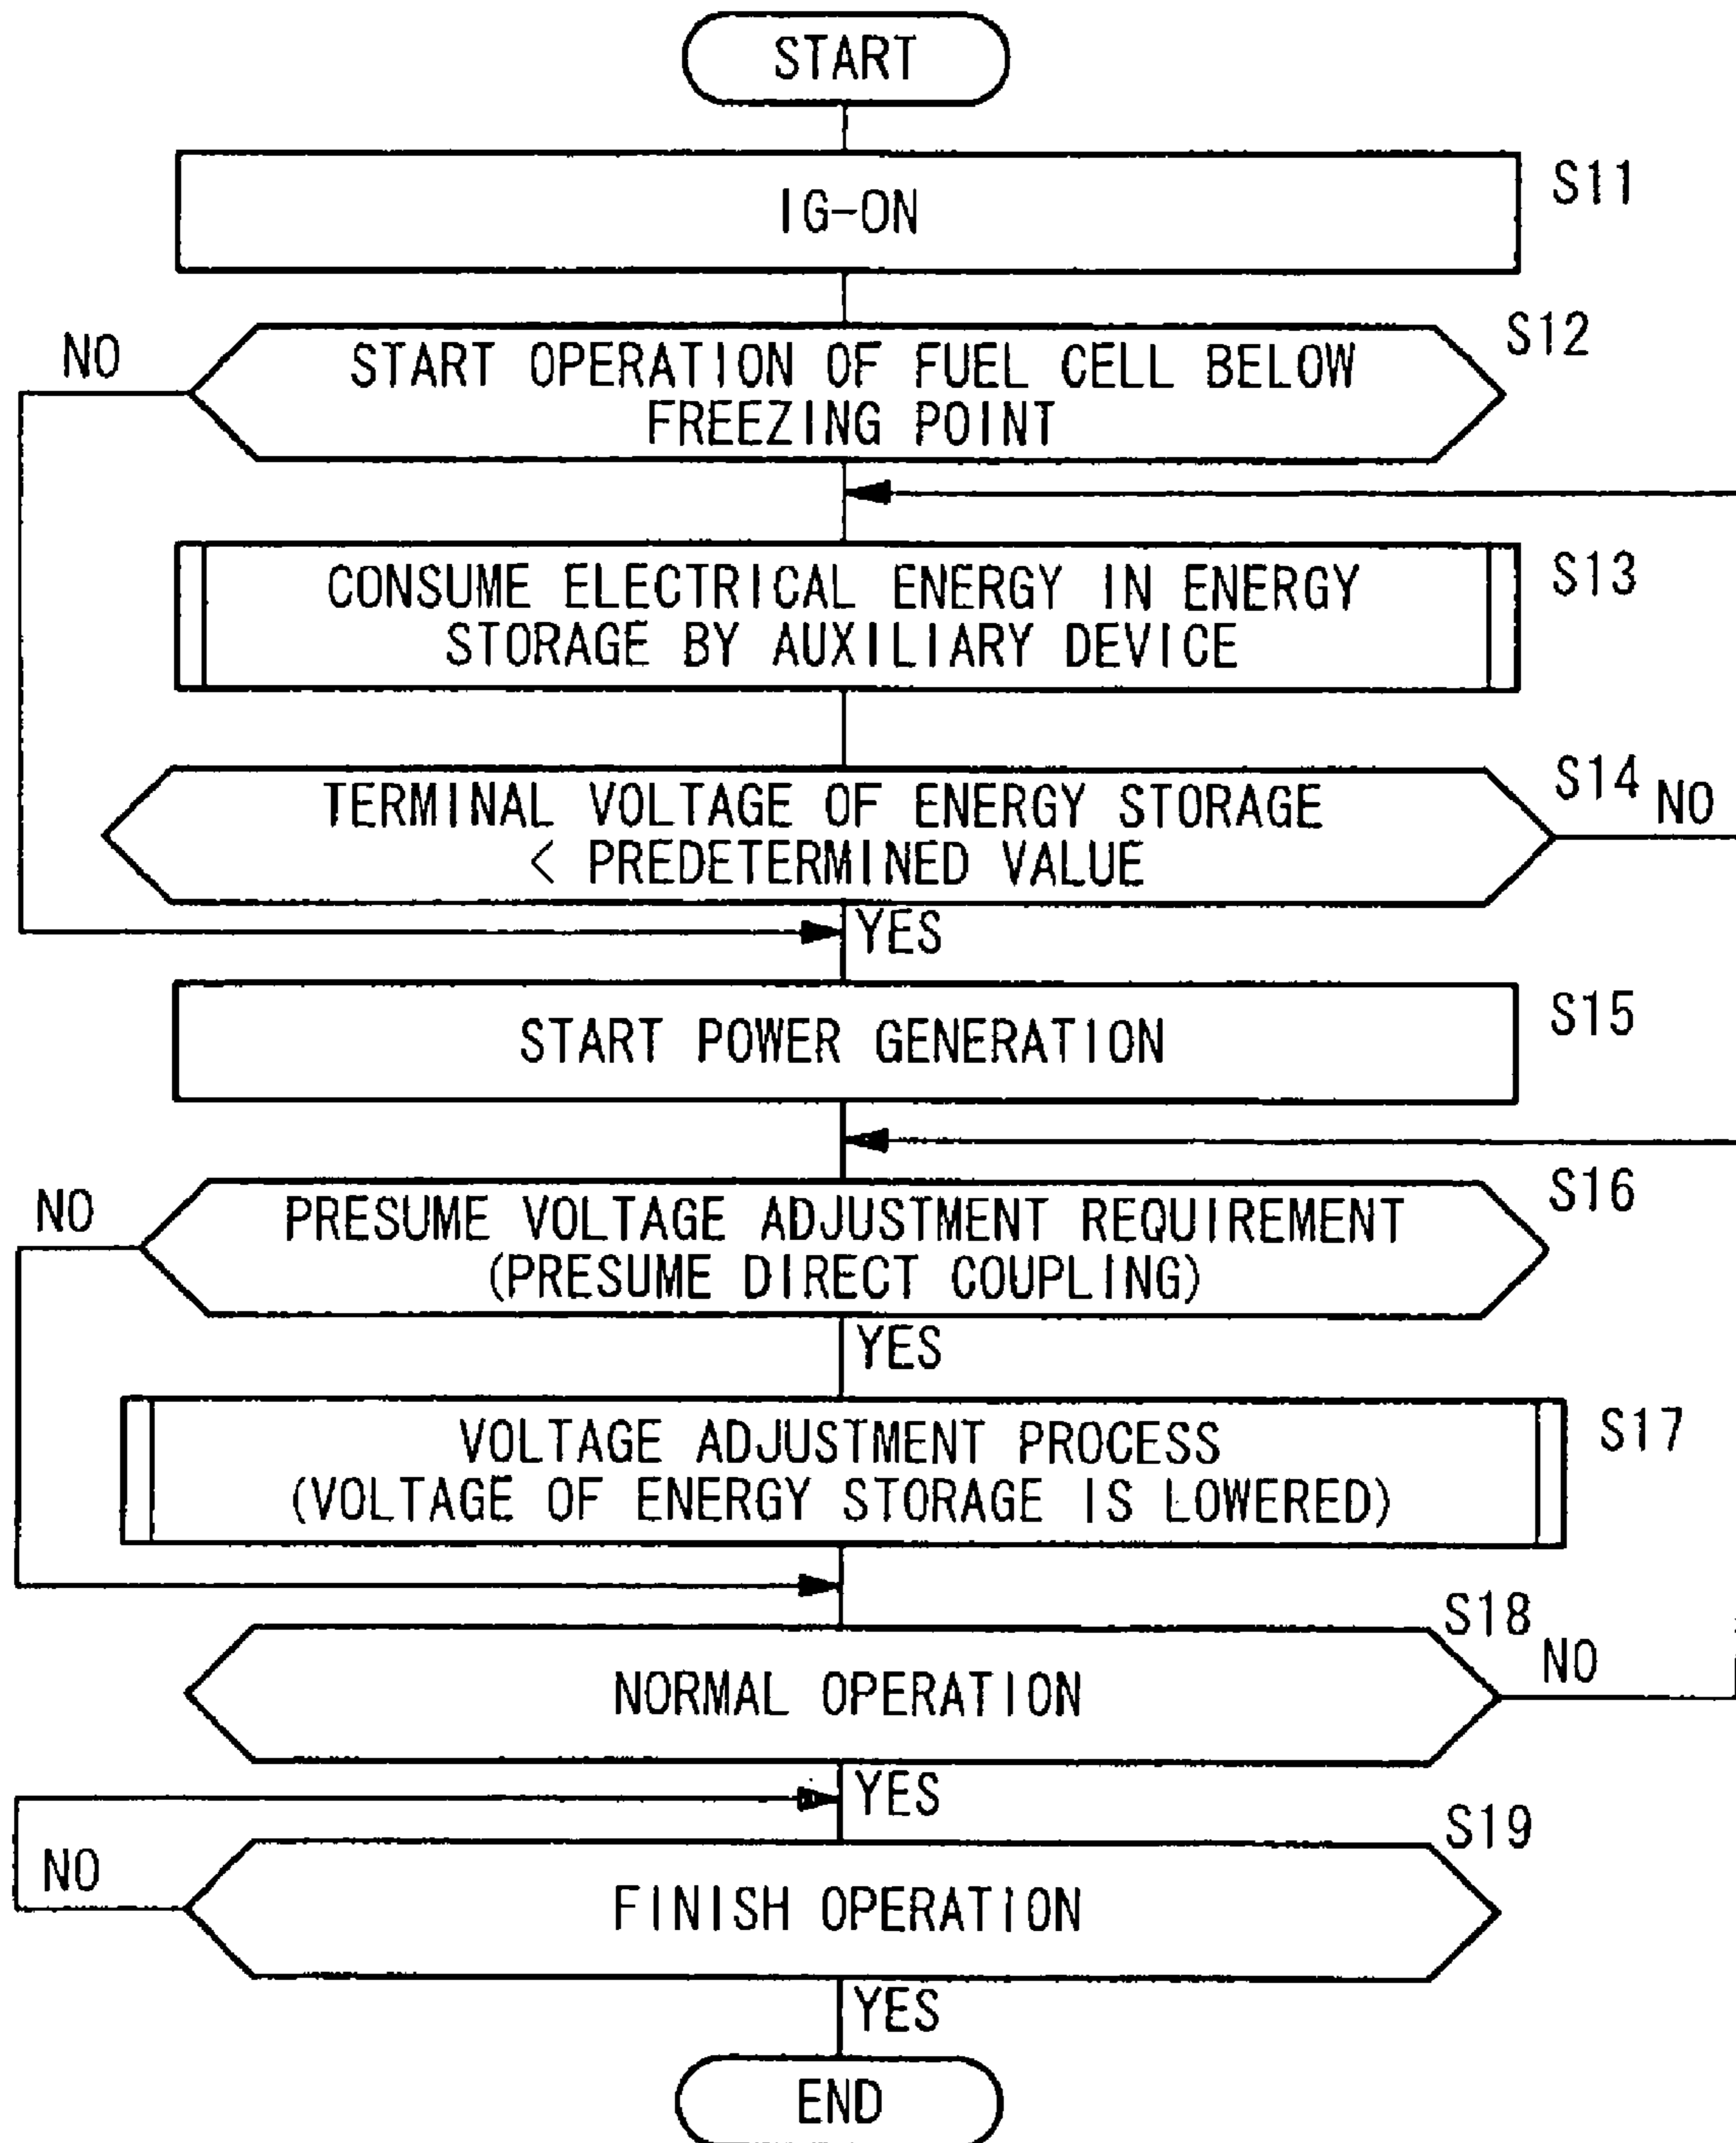 START
IG-ON
S11
NO
START OPERATION OF FUEL CELL BELOW
FREEZING POINT
S12
CONSUME ELECTRICAL ENERGY IN ENERGY
STORAGE BY AUXILIARY DEVICE
S13
TERMINAL VOLTAGE OF ENERGY STORAGE
< PREDETERMINED VALUE
S14
NO
YES
START POWER GENERATION
S15
NO
PRESUME VOLTAGE ADJUSTMENT REQUIREMENT
(PRESUME DIRECT COUPLING)
S16
YES
VOLTAGE ADJUSTMENT PROCESS
(VOLTAGE OF ENERGY STORAGE IS LOWERED)
S17
NORMAL OPERATION
S18
NO
YES
NO
FINISH OPERATION
S19
YES
END